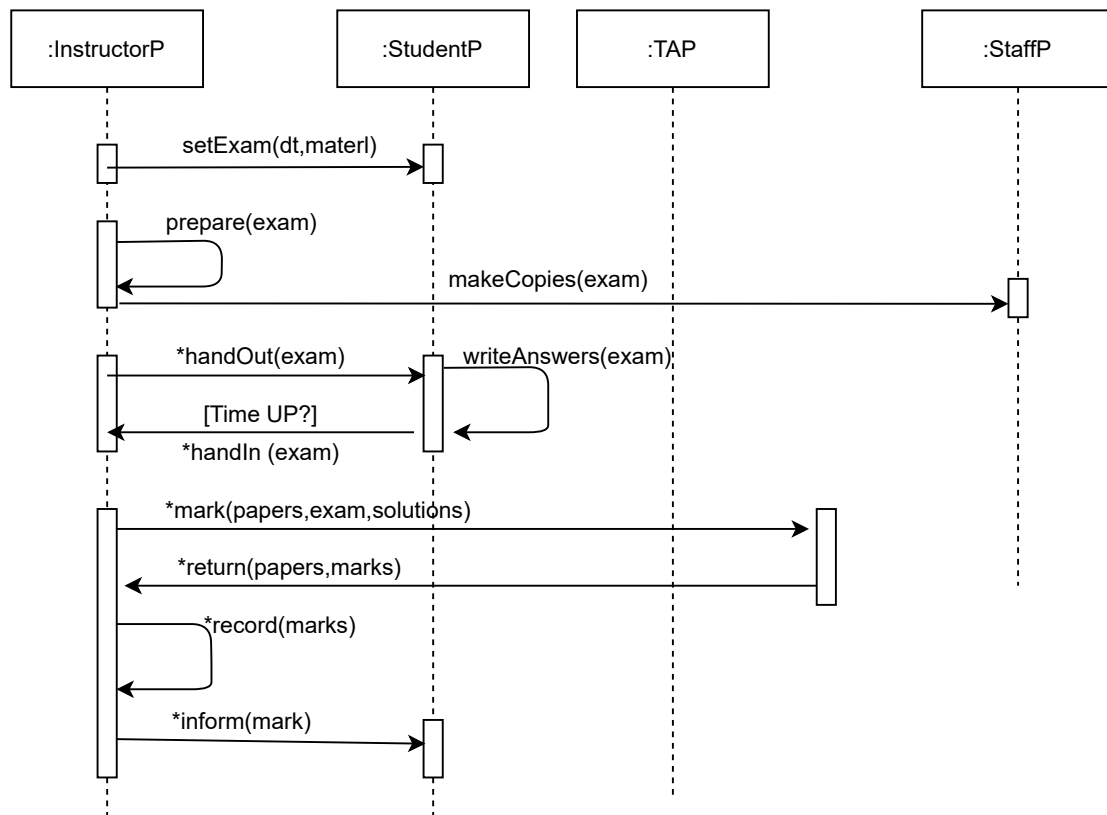 :InstructorP
:StudentP
:TAP
:StaffP
setExam(dt,materl)
prepare(exam)
makeCopies(exam)
*handOut(exam)
writeAnswers(exam)
[Time UP?]
*handIn (exam)
*mark(papers,exam,solutions)
*return(papers,marks)
*record(marks)
*inform(mark)